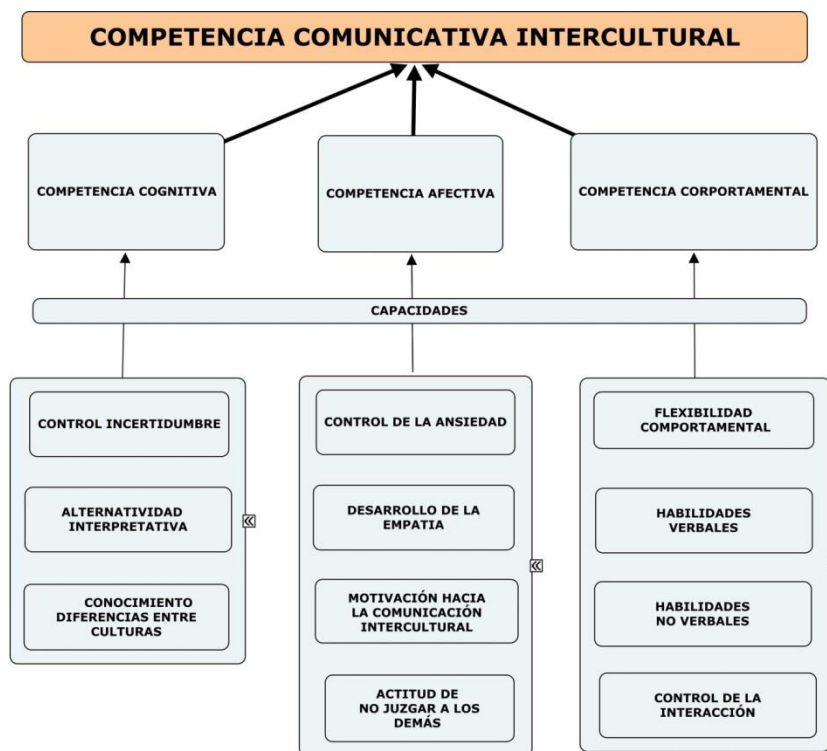 COMPETENCIA COMUNICATIVA INTERCULTURAL
COMPETENCIA COGNITIVA
COMPETENCIA AFECTIVA
COMPETENCIA CORPORTAMENTAL
CAPACIDADES
CONTROL INCERTIDUMBRE
ALTERNATIVIDAD
INTERPRETATIVA
CONOCIMIENTO
DIFERENCIAS ENTRE
CULTURAS
CONTROL DE LA ANSIEDAD
DESARROLLO DE LA
EMPATIA
MOTIVACIÓN HACIA
LA COMUNICACIÓN
INTERCULTURAL
ACTITUD DE
NO JUZGAR A LOS
DEMÁS
FLEXIBILIDAD
COMPORTAMENTAL
HABILIDADES
VERBALES
HABILIDADES
NO VERBALES
CONTROL DE LA
INTERACCIÓN